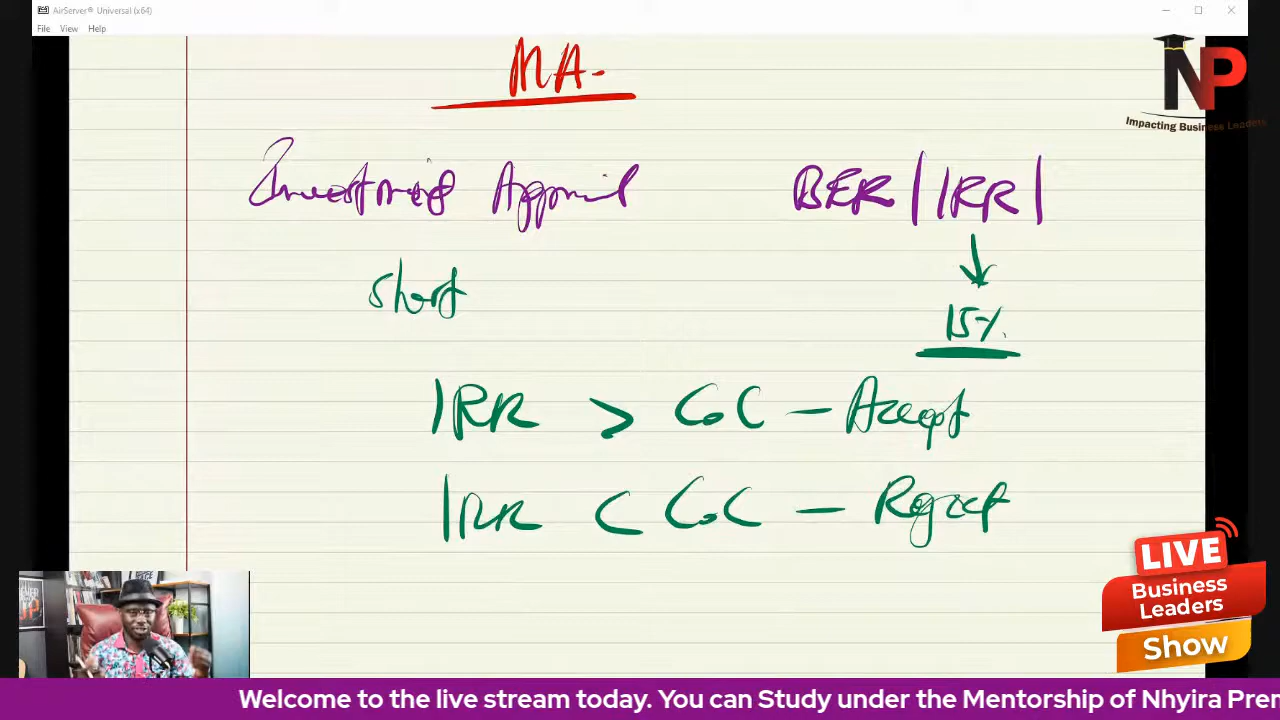 AirServer® Universal (x64)
File View Help
MA.
NP
Impacting Business Leaders
Investment Appraisal BER | IRR |
Short
15%.
IRR > CoC – Accept
IRR < CoC – Reject
LIVE
Business
Leaders
Show
Welcome to the live stream today. You can Study under the Mentorship of Nhyira Prem